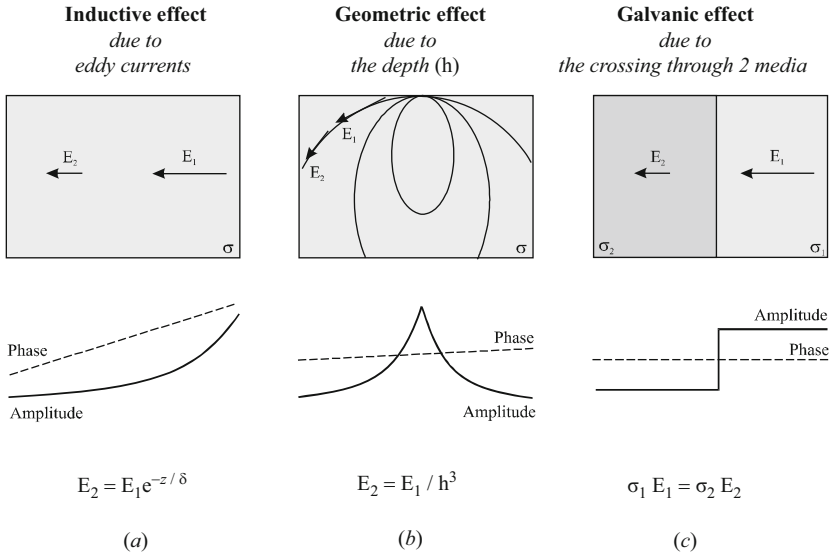 Inductive effect
due to
eddy currents
E₂
E₁
σ
Phase
Amplitude
E₂ = E₁e⁻ᶻ ᐟ ᵟ
(a)
Geometric effect
due to
the depth (h)
E₁
E₂
σ
Phase
Amplitude
E₂ = E₁ / h³
(b)
Galvanic effect
due to
the crossing through 2 media
E₂
E₁
σ₂
σ₁
Amplitude
Phase
σ₁ E₁ = σ₂ E₂
(c)